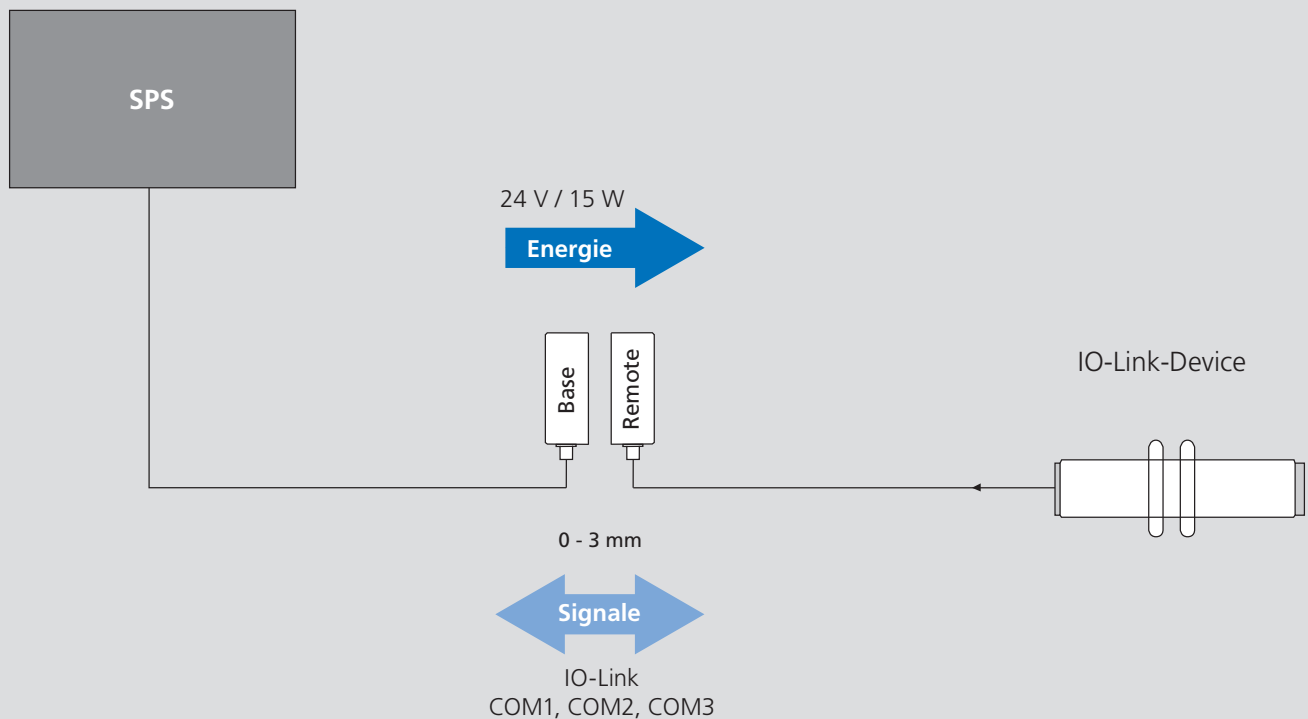 SPS
24 V / 15 W
Energie
Base
Remote
IO-Link-Device
0 - 3 mm
Signale
IO-Link
COM1, COM2, COM3